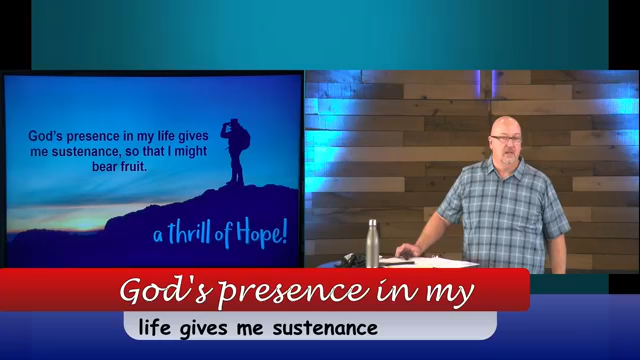 God's presence in my life gives
me sustenance, so that I might
bear fruit.
a thrill of Hope!
God's presence in my
life gives me sustenance